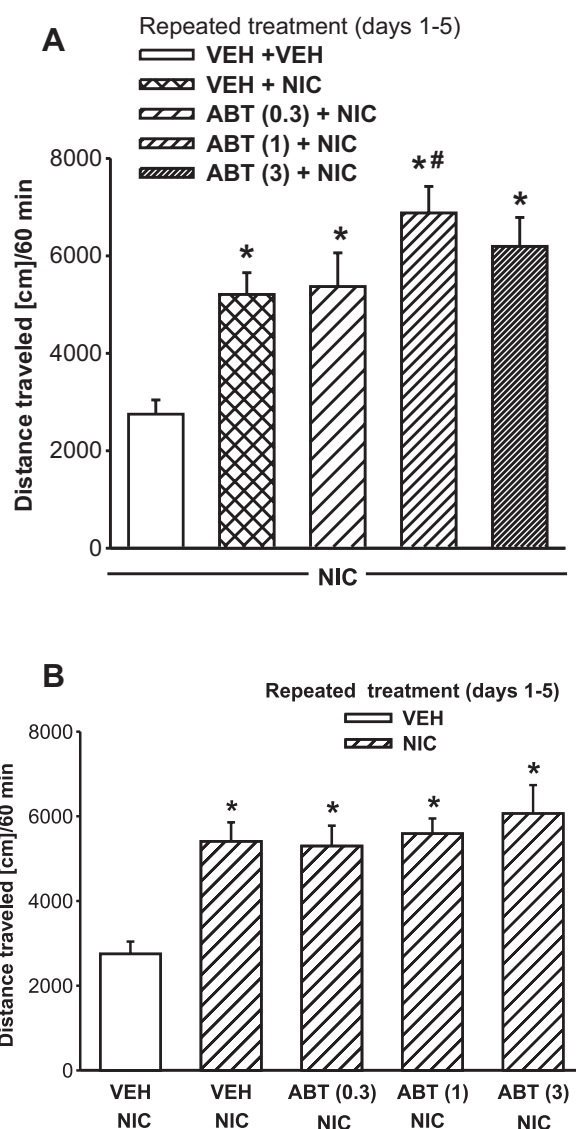 A
Repeated treatment (days 1-5)
VEH +VEH
VEH + NIC
ABT (0.3) + NIC
ABT (1) + NIC
ABT (3) + NIC
Distance traveled [cm]/60 min
8000
6000
4000
2000
0
*
*
*#
*
NIC
B
Repeated treatment (days 1-5)
VEH
NIC
Distance traveled [cm]/60 min
8000
6000
4000
2000
0
*
*
*
*
VEH VEH ABT (0.3) ABT (1) ABT (3)
NIC NIC NIC NIC NIC